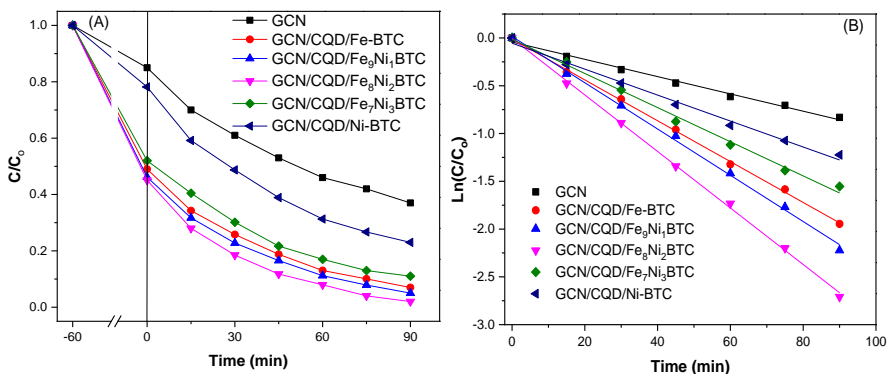 (A)
GCN
GCN/CQD/Fe-BTC
GCN/CQD/Fe₉Ni₁BTC
GCN/CQD/Fe₈Ni₂BTC
GCN/CQD/Fe₇Ni₃BTC
GCN/CQD/Ni-BTC
C/Cₒ
1.0
0.8
0.6
0.4
0.2
0.0
-60
0
30
60
90
Time (min)
(B)
Ln(C/Cₒ)
0.0
-0.5
-1.0
-1.5
-2.0
-2.5
-3.0
GCN
GCN/CQD/Fe-BTC
GCN/CQD/Fe₉Ni₁BTC
GCN/CQD/Fe₈Ni₂BTC
GCN/CQD/Fe₇Ni₃BTC
GCN/CQD/Ni-BTC
0
20
40
60
80
100
Time (min)